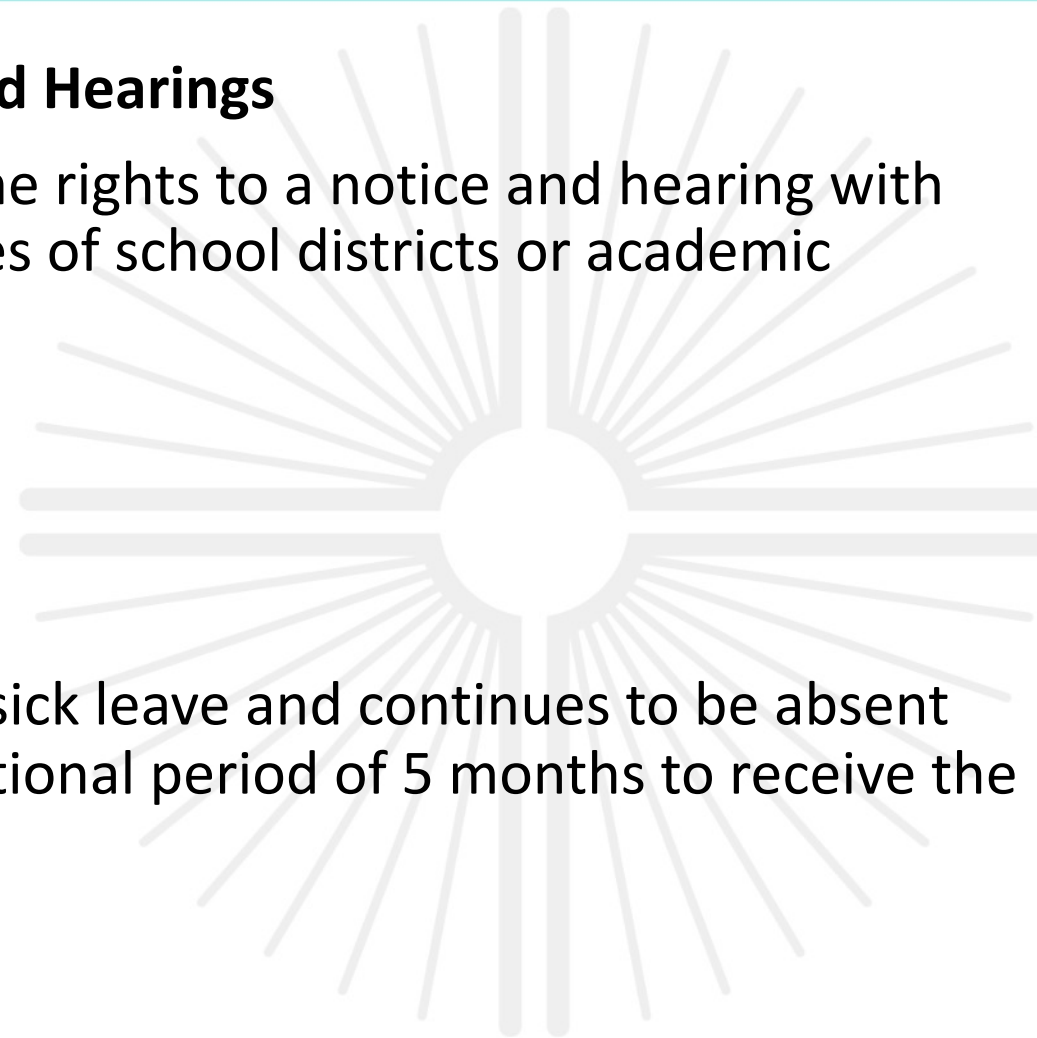 d Hearings
he rights to a notice and hearing with
es of school districts or academic
sick leave and continues to be absent
tional period of 5 months to receive the